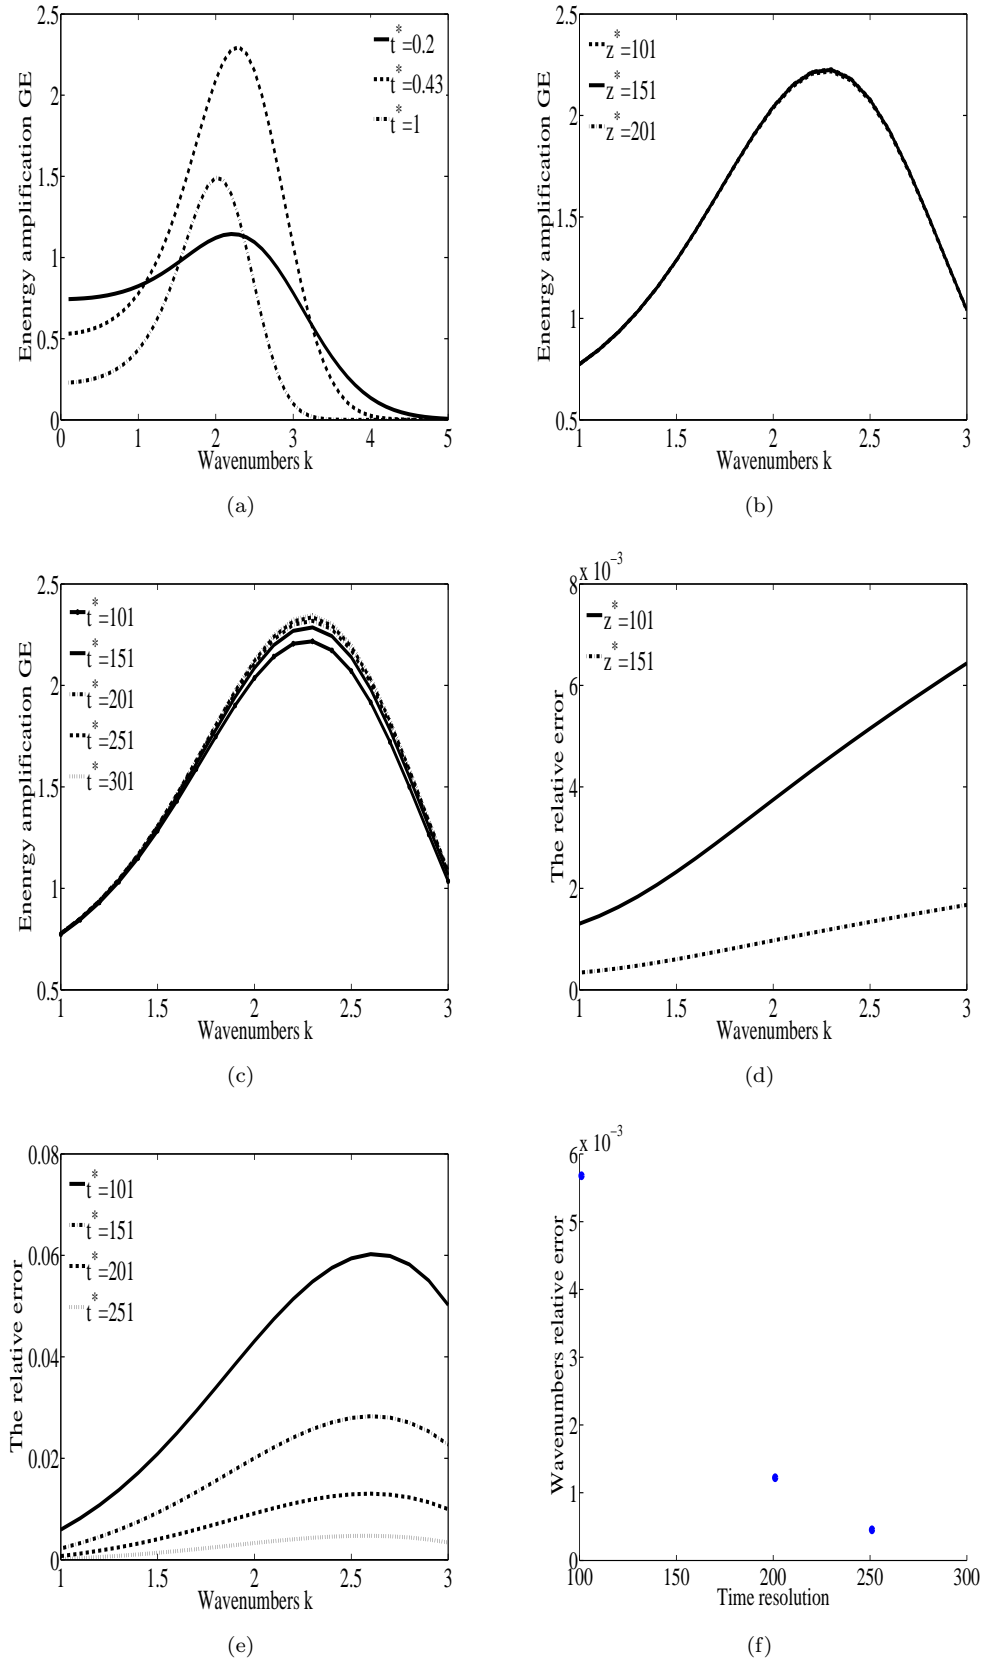 2.5
2
1.5
1
0.5
0
Enenrgy amplification GE
t*=0.2
t*=0.43
t*=1
0 1 2 3 4 5
Wavenumbers k
(a)
2.5
2
1.5
1
0.5
Enenrgy amplification GE
z*=101
z*=151
z*=201
1 1.5 2 2.5 3
Wavenumbers k
(b)
2.5
2
1.5
1
0.5
Enenrgy amplification GE
t*=101
t*=151
t*=201
t*=251
t*=301
1 1.5 2 2.5 3
Wavenumbers k
(c)
x 10⁻³
8
6
4
2
0
The relative error
z*=101
z*=151
1 1.5 2 2.5 3
Wavenumbers k
(d)
0.08
0.06
0.04
0.02
0
The relative error
t*=101
t*=151
t*=201
t*=251
1 1.5 2 2.5 3
Wavenumbers k
(e)
x 10⁻³
6
5
4
3
2
1
0
Wavenumbers relative error
100 150 200 250 300
Time resolution
(f)